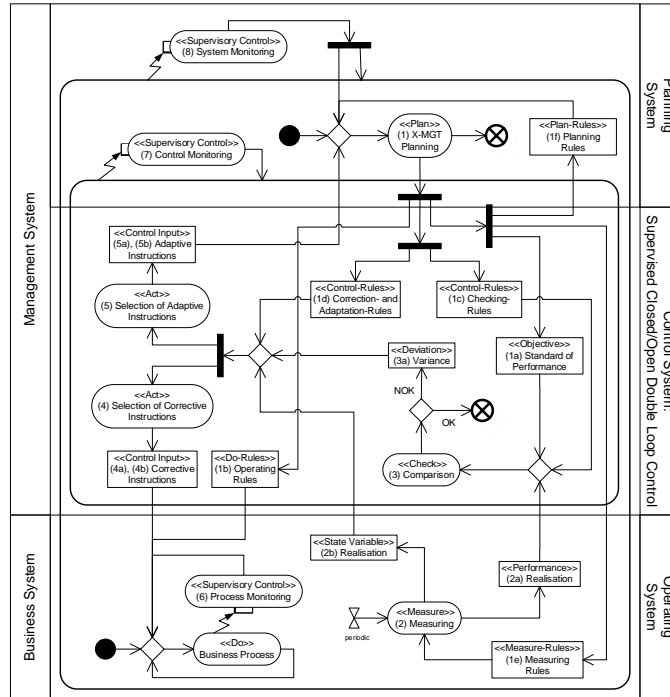 <<Supervisory Control>>
(8) System Monitoring
<<Supervisory Control>>
(7) Control Monitoring
<<Plan>>
(1) X-MGT
Planning
<<Plan-Rules>>
(1f) Planning
Rules
Planning
System
Management System
<<Control Input>>
(5a), (5b) Adaptive
Instructions
<<Act>>
(5) Selection of Adaptive
Instructions
<<Control-Rules>>
(1d) Correction- and
Adaptation-Rules
<<Control-Rules>>
(1c) Checking-
Rules
<<Deviation>>
(3a) Variance
<<Objective>>
(1a) Standard of
Performance
NOK
OK
<<Act>>
(4) Selection of Corrective
Instructions
<<Control Input>>
(4a), (4b) Corrective
Instructions
<<Do-Rules>>
(1b) Operating
Rules
<<Check>>
(3) Comparison
Control System:
Supervised Closed/Open Double Loop Control
Business System
<<State Variable>>
(2b) Realisation
<<Performance>>
(2a) Realisation
<<Supervisory Control>>
(6) Process Monitoring
<<Do>>
Business Process
periodic
<<Measure>>
(2) Measuring
<<Measure-Rules>>
(1e) Measuring
Rules
Operating
System